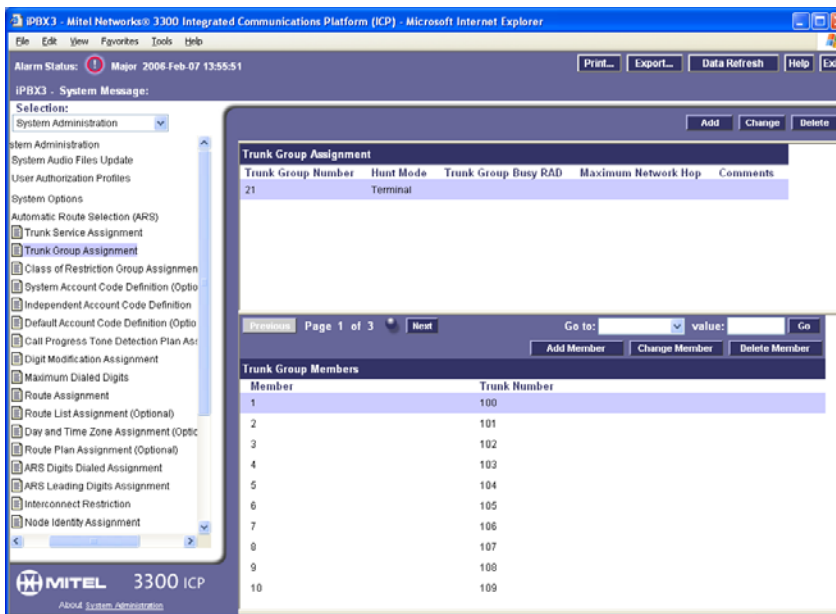 iPBX3 - Mitel Networks® 3300 Integrated Communications Platform (ICP) - Microsoft Internet Explorer
File Edit View Favorites Tools Help
Alarm Status: Major 2006-Feb-07 13:55:51
Print... Export... Data Refresh Help
iPBX3 - System Message:
Selection:
System Administration
Add Change Delete
stem Administration
System Audio Files Update
User Authorization Profiles
System Options
Automatic Route Selection (ARS)
Trunk Service Assignment
Trunk Group Assignment
Class of Restriction Group Assignmen
System Account Code Definition (Optio
Independent Account Code Definition
Default Account Code Definition (Optio
Call Progress Tone Detection Plan Ass
Digit Modification Assignment
Maximum Dialed Digits
Route Assignment
Route List Assignment (Optional)
Day and Time Zone Assignment (Optic
Route Plan Assignment (Optional)
ARS Digits Dialed Assignment
ARS Leading Digits Assignment
Interconnect Restriction
Node Identity Assignment
MITEL 3300 ICP
About System Administration
Trunk Group Assignment
Trunk Group Number Hunt Mode Trunk Group Busy RAD Maximum Network Hop Comments
21 Terminal
Previous Page 1 of 3 Next Go to: value: Go
Add Member Change Member Delete Member
Trunk Group Members
Member Trunk Number
1 100
2 101
3 102
4 103
5 104
6 105
7 106
8 107
9 108
10 109